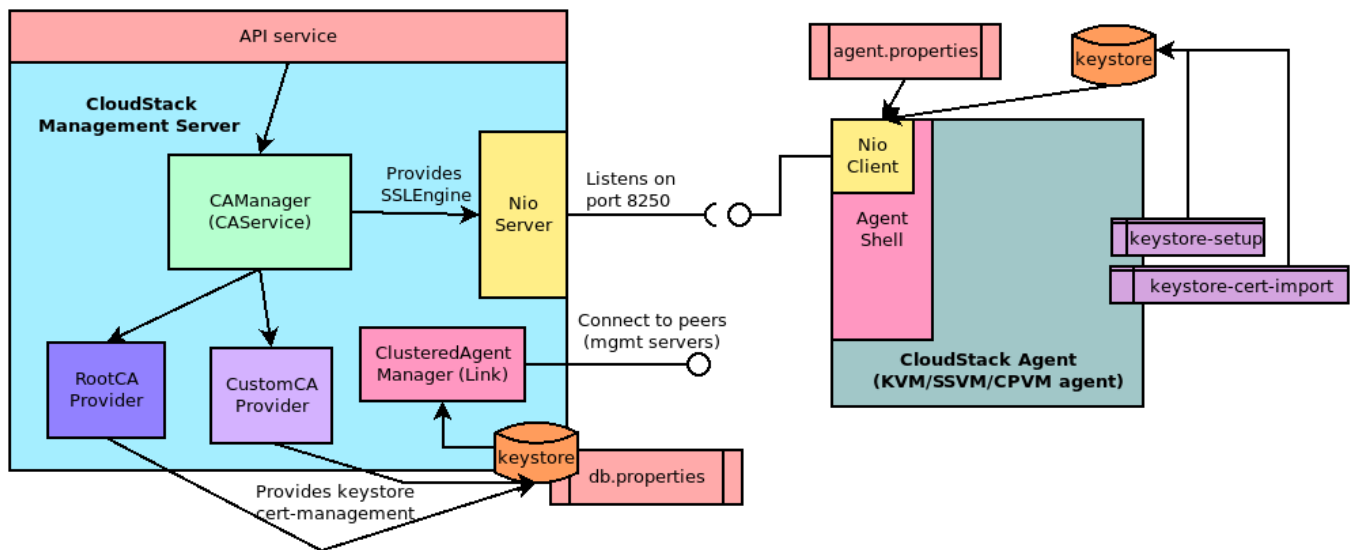 API service
CloudStack
Management Server
CAManager
(CAService)
Provides
SSLEngine
Nio
Server
Listens on
port 8250
RootCA
Provider
CustomCA
Provider
ClusteredAgent
Manager (Link)
Connect to peers
(mgmt servers)
keystore
db.properties
Provides keystore
cert-management
agent.properties
keystore
Nio
Client
Agent
Shell
keystore-setup
keystore-cert-import
CloudStack Agent
(KVM/SSVM/CPVM agent)